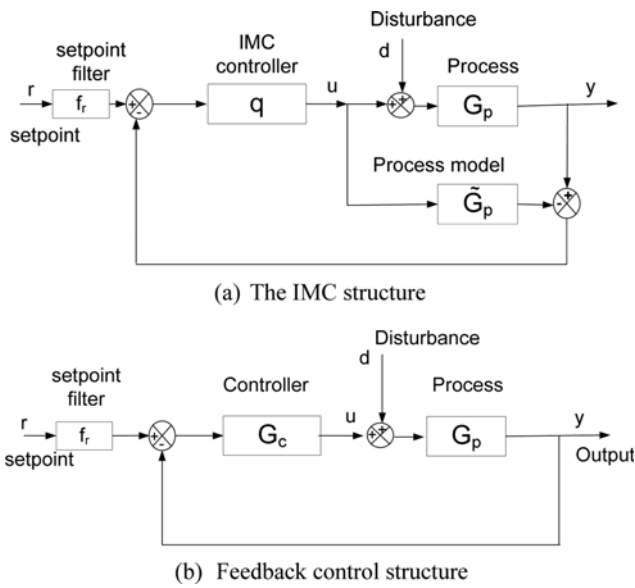 Disturbance
IMC
controller
setpoint
filter
d
Process
r
u
y
f_r
+
-
q
+
+
G_p
setpoint
Process model
G̃_p
+
-
(a) The IMC structure
Disturbance
setpoint
filter
Controller
d
Process
r
u
y
f_r
+
-
G_c
+
+
G_p
setpoint
Output
(b) Feedback control structure